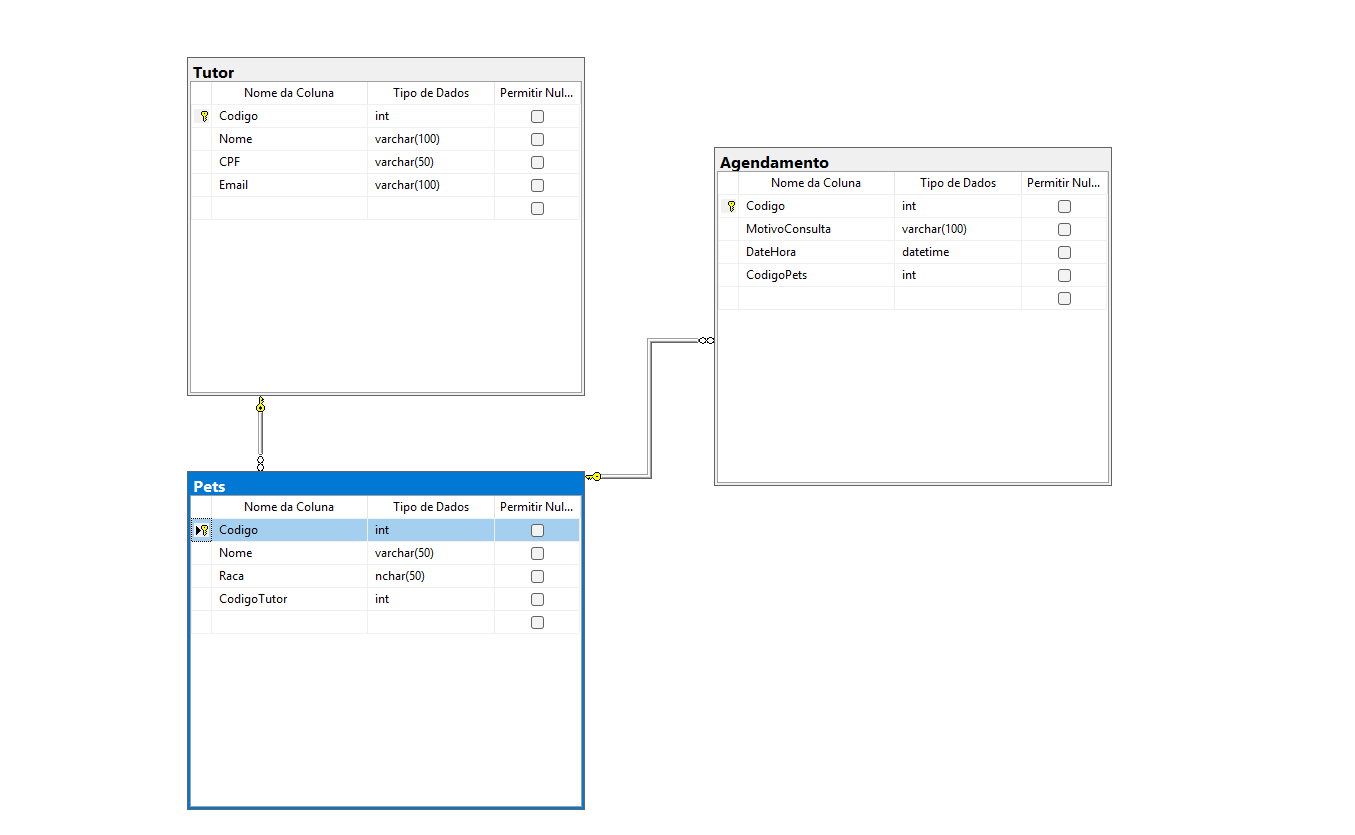 Tutor
Nome da Coluna Tipo de Dados Permitir Nul...
Codigo int
Nome varchar(100)
CPF varchar(50)
Email varchar(100)
Agendamento
Nome da Coluna Tipo de Dados Permitir Nul...
Codigo int
MotivoConsulta varchar(100)
DateHora datetime
CodigoPets int
Pets
Nome da Coluna Tipo de Dados Permitir Nul...
Codigo int
Nome varchar(50)
Raca nchar(50)
CodigoTutor int